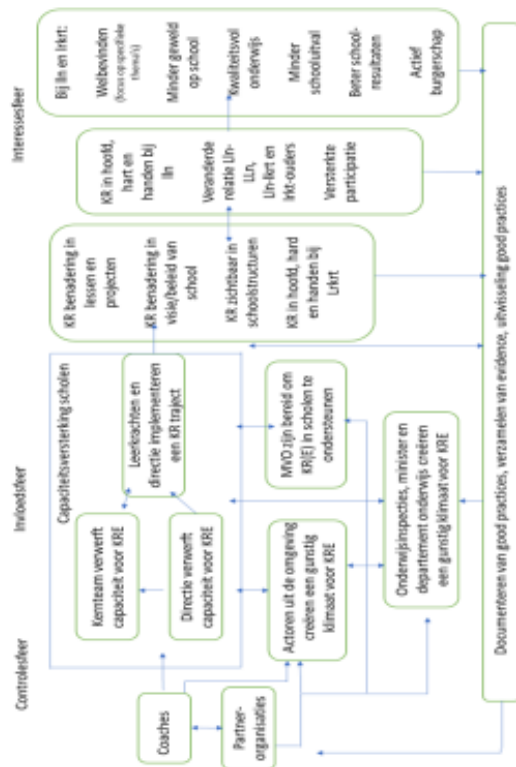 Controlesfeer
Invloedsfeer
Interessesfeer
Coaches
Partner-
organisaties
Capaciteitsversterking scholen
Kernteam verwerft
capaciteit voor KRE
Directie verwerft
capaciteit voor KRE
Leerkrachten en
directie implementeren
een KR traject
Actoren uit de omgeving
creëren een gunstig
klimaat voor KRE
MVO zijn bereid om
KR(E) in scholen te
ondersteunen
Onderwijsinspecties, minister en
departement onderwijs creëren
een gunstig klimaat voor KRE
KR benadering in
lessen en
projecten
KR benadering in
visie/beleid van
school
KR zichtbaar in
schoolstructuren
KR in hoofd, hard
en handen bij
Lrkrt
KR in hoofd,
hart en
handen bij
lln
Veranderde
relatie Lln-
LLn,
Lln-lkrt en
lrkt-ouders
Versterkte
participatie
Bij lln en lrkrt:
Welbevinden
(focus op specifieke
thema's)
Minder geweld
op school
Kwaliteitsvol
onderwijs
Minder
schooluitval
Beter school-
resultaten
Actief
burgerschap
Documenteren van good practices, verzamelen van evidence, uitwisseling good practices